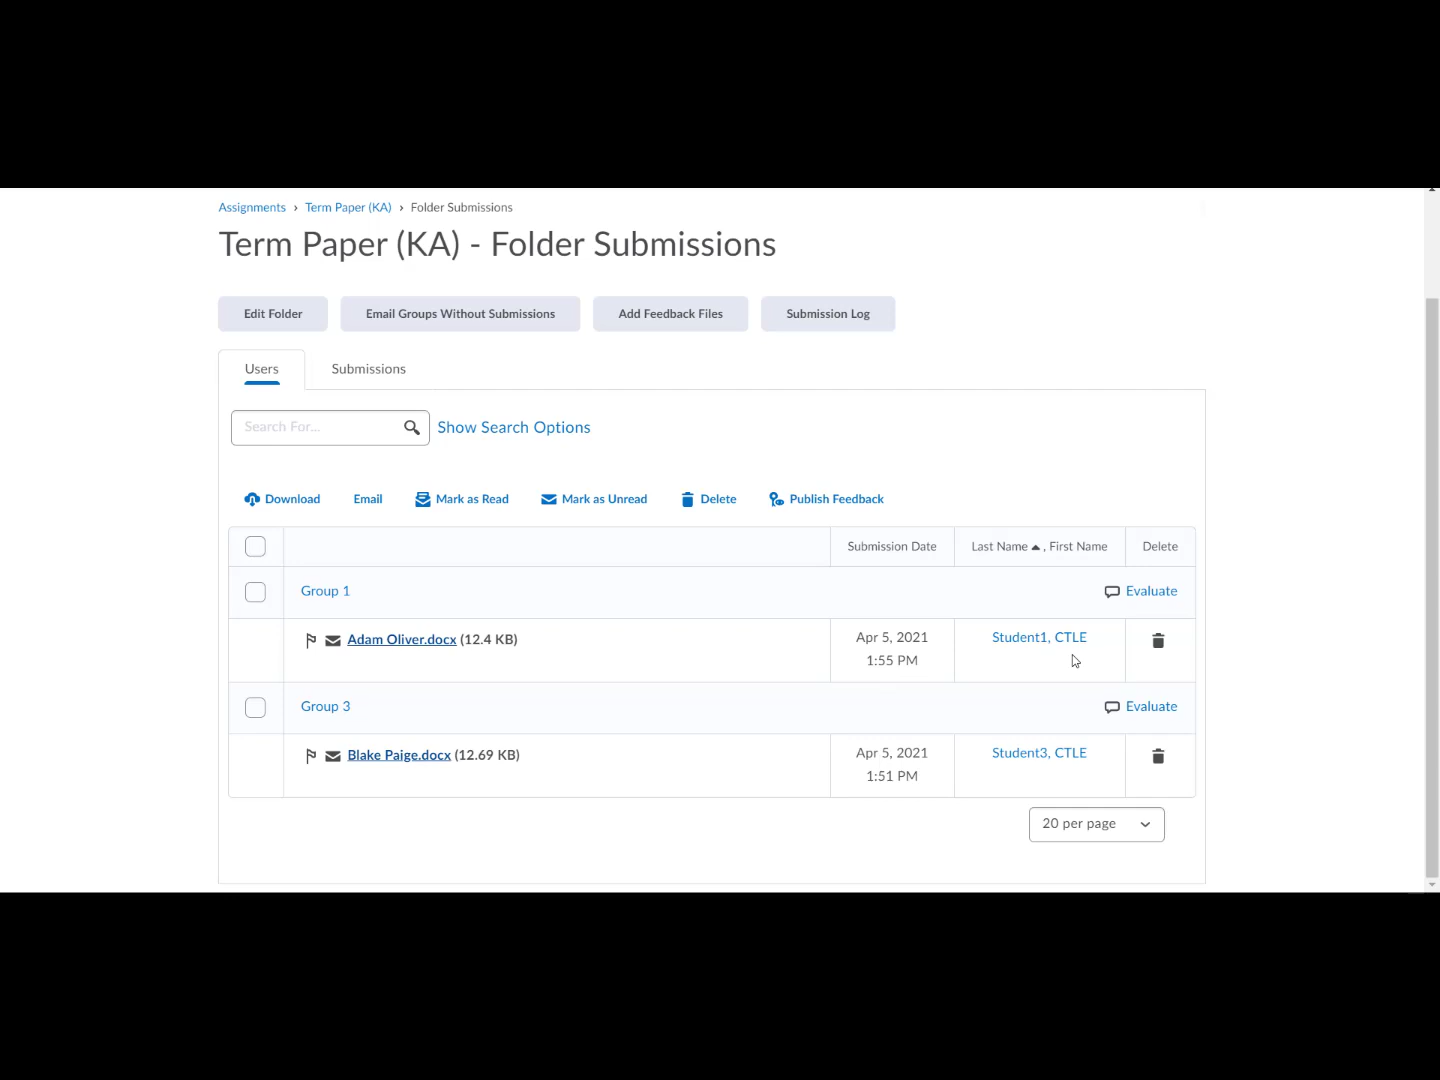 Assignments › Term Paper (KA) › Folder Submissions
Term Paper (KA) - Folder Submissions
Edit Folder Email Groups Without Submissions Add Feedback Files Submission Log
Users Submissions
Search For... Show Search Options
Download Email Mark as Read Mark as Unread Delete Publish Feedback
Submission Date Last Name , First Name Delete
Group 1 Evaluate
Adam Oliver.docx (12.4 KB) Apr 5, 2021 Student1, CTLE
1:55 PM
Group 3 Evaluate
Blake Paige.docx (12.69 KB) Apr 5, 2021 Student3, CTLE
1:51 PM
20 per page